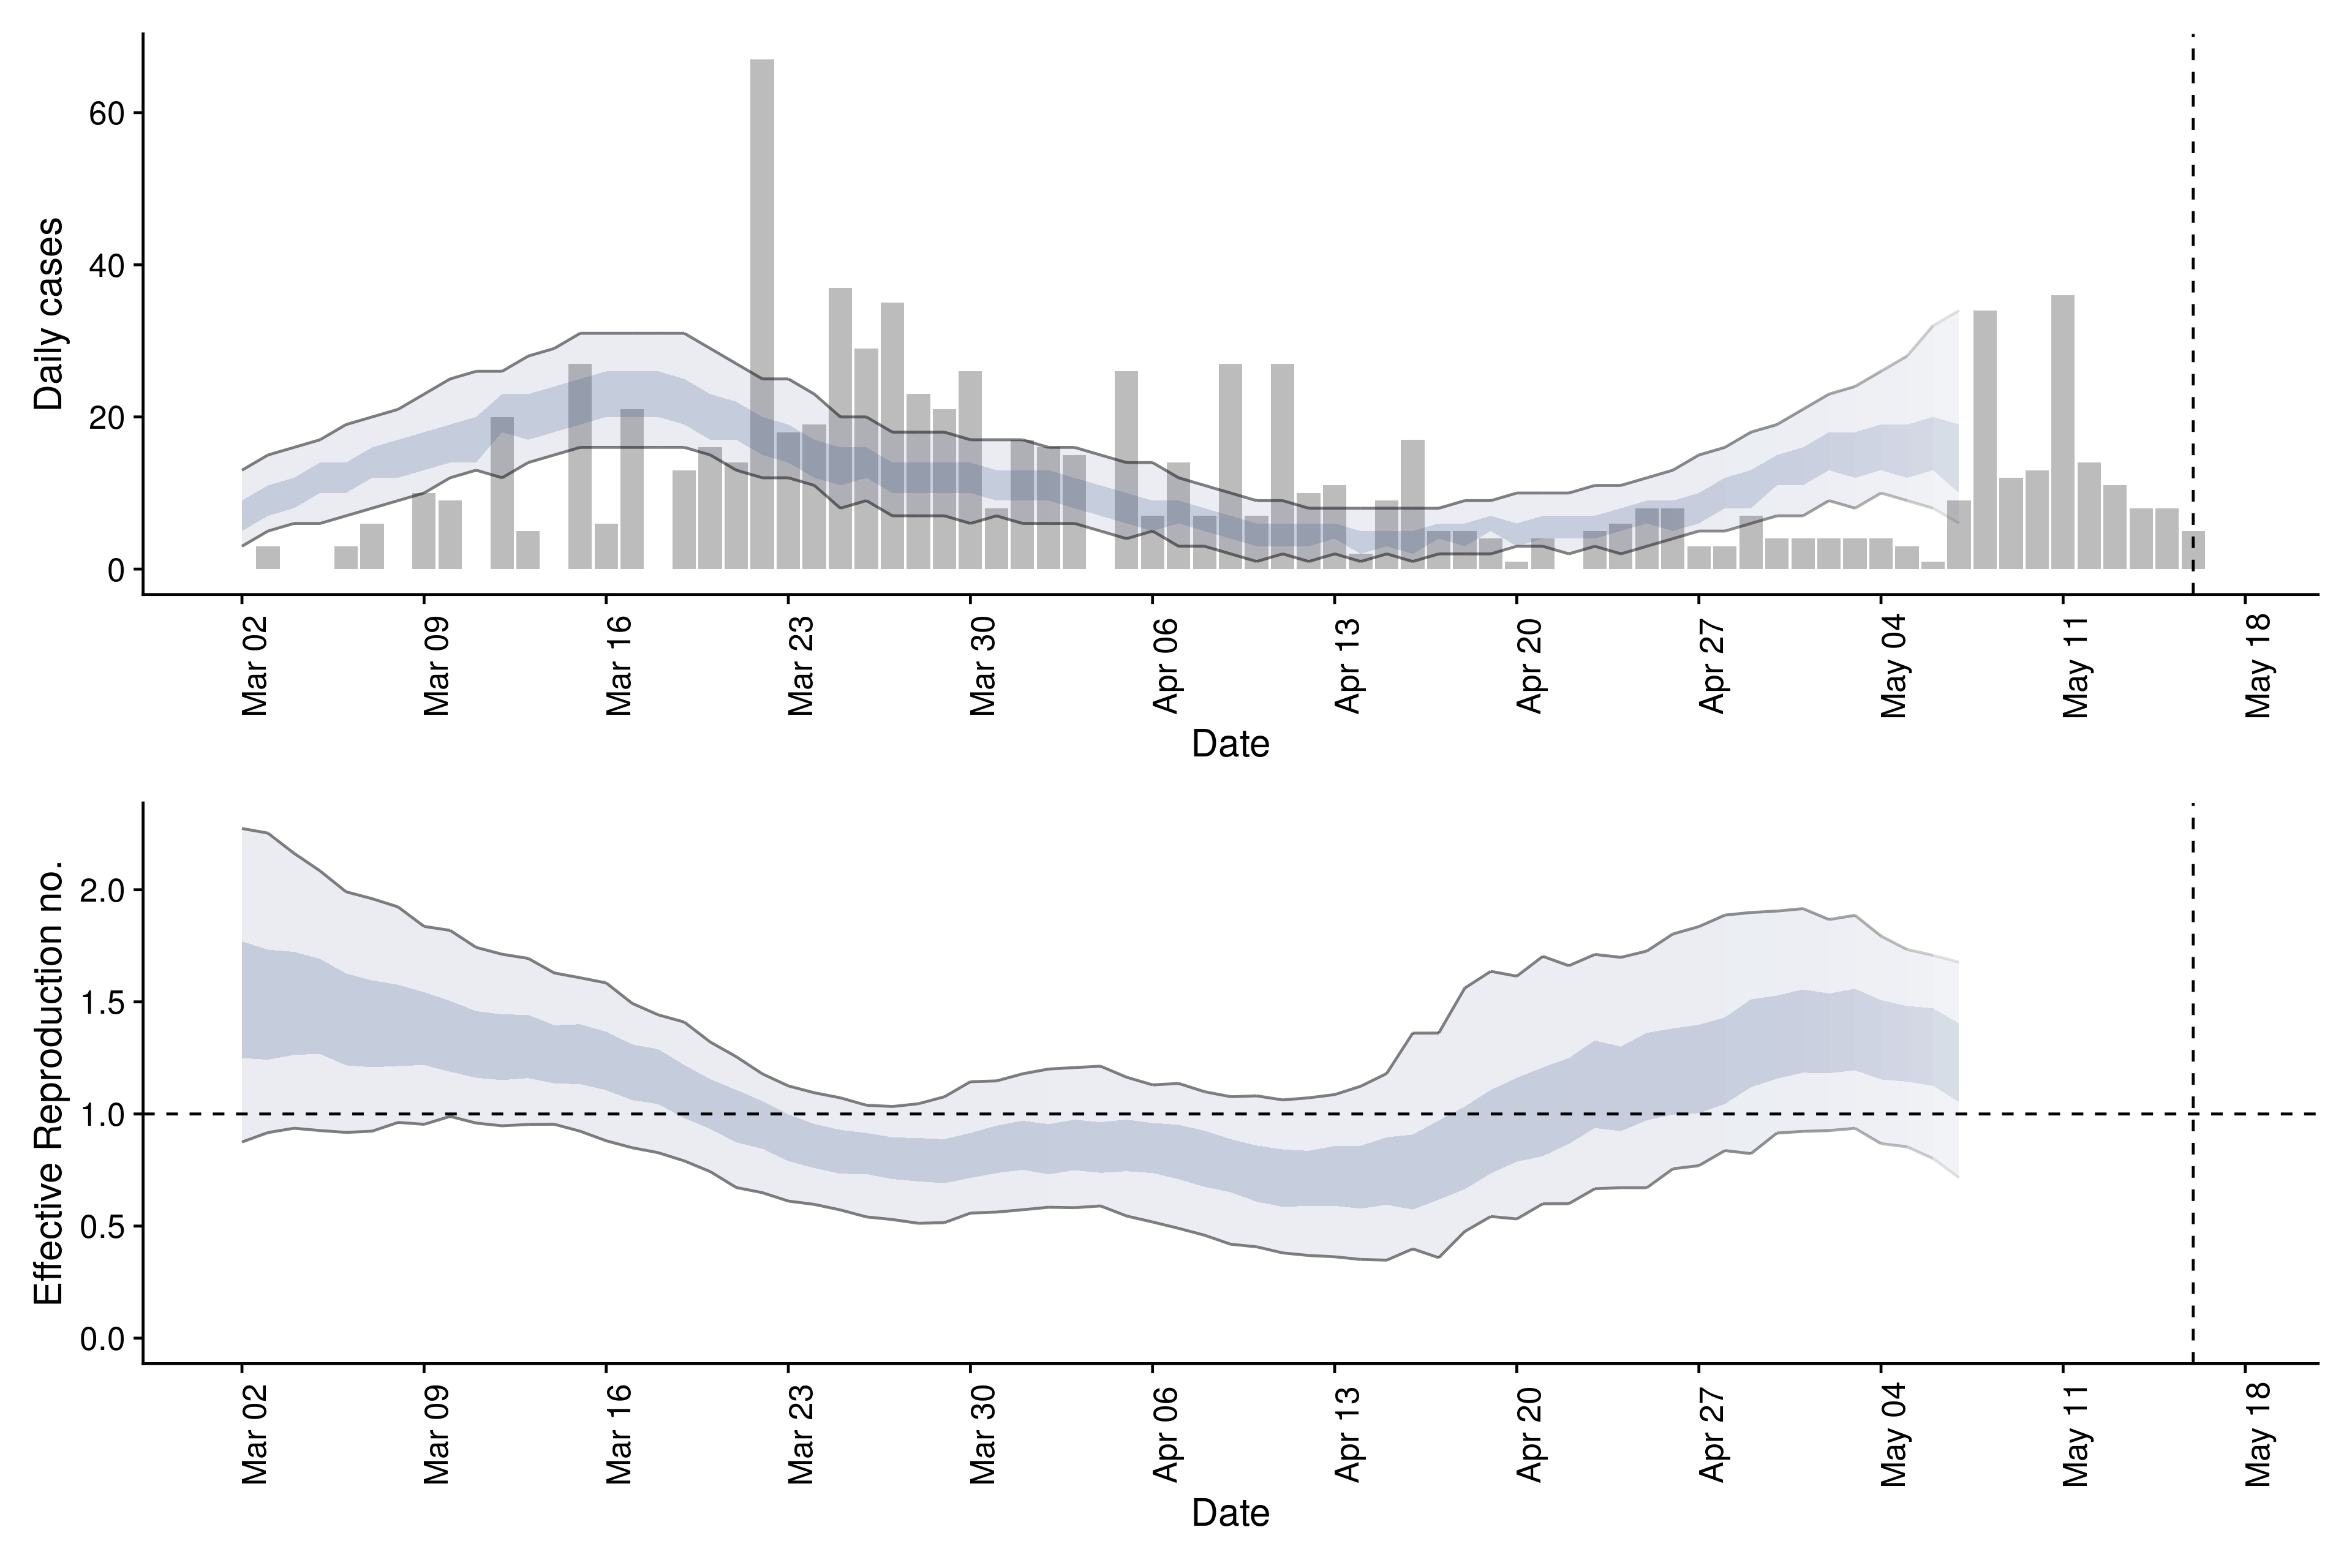 Daily cases
60
40
20
0
Mar 02
Mar 09
Mar 16
Mar 23
Mar 30
Apr 06
Apr 13
Apr 20
Apr 27
May 04
May 11
May 18
Date
Effective Reproduction no.
2.0
1.5
1.0
0.5
0.0
Mar 02
Mar 09
Mar 16
Mar 23
Mar 30
Apr 06
Apr 13
Apr 20
Apr 27
May 04
May 11
May 18
Date